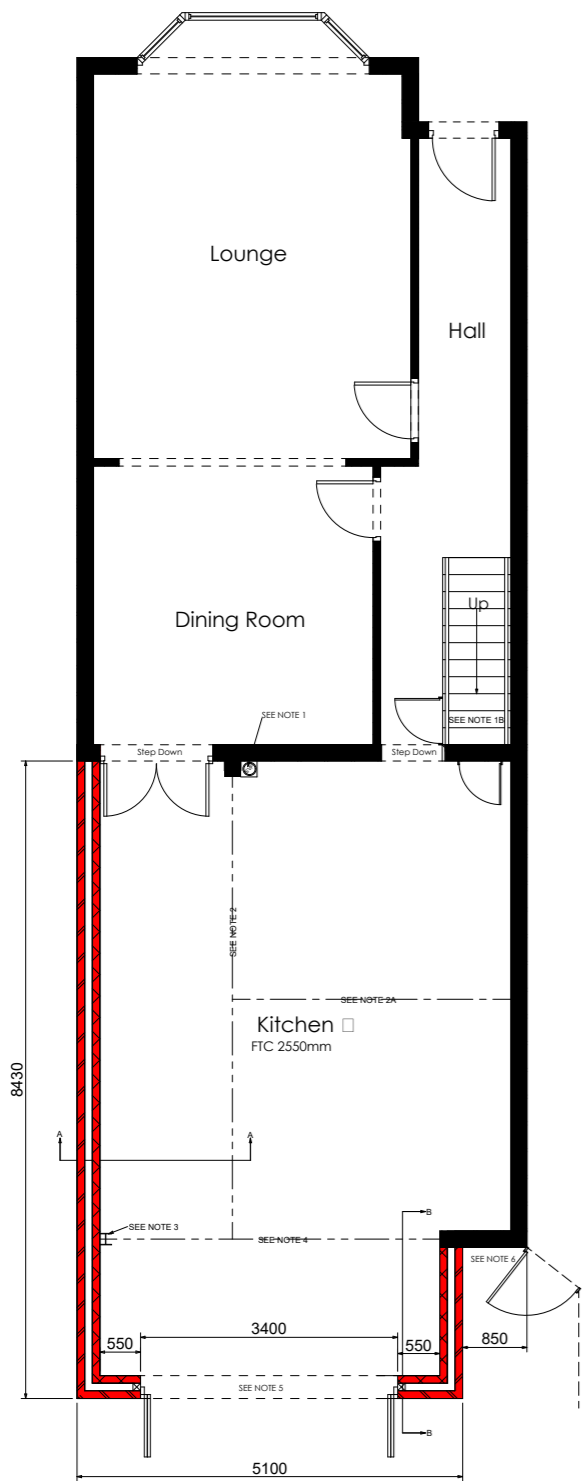 Lounge
Hall
Dining Room
Up
SEE NOTE 1
SEE NOTE 1B
Step Down
Step Down
SEE NOTE 2
SEE NOTE 2A
Kitchen
FTC 2550mm
8430
A
A
SEE NOTE 3
SEE NOTE 4
B
SEE NOTE 6
3400
550
550
850
SEE NOTE 5
B
5100